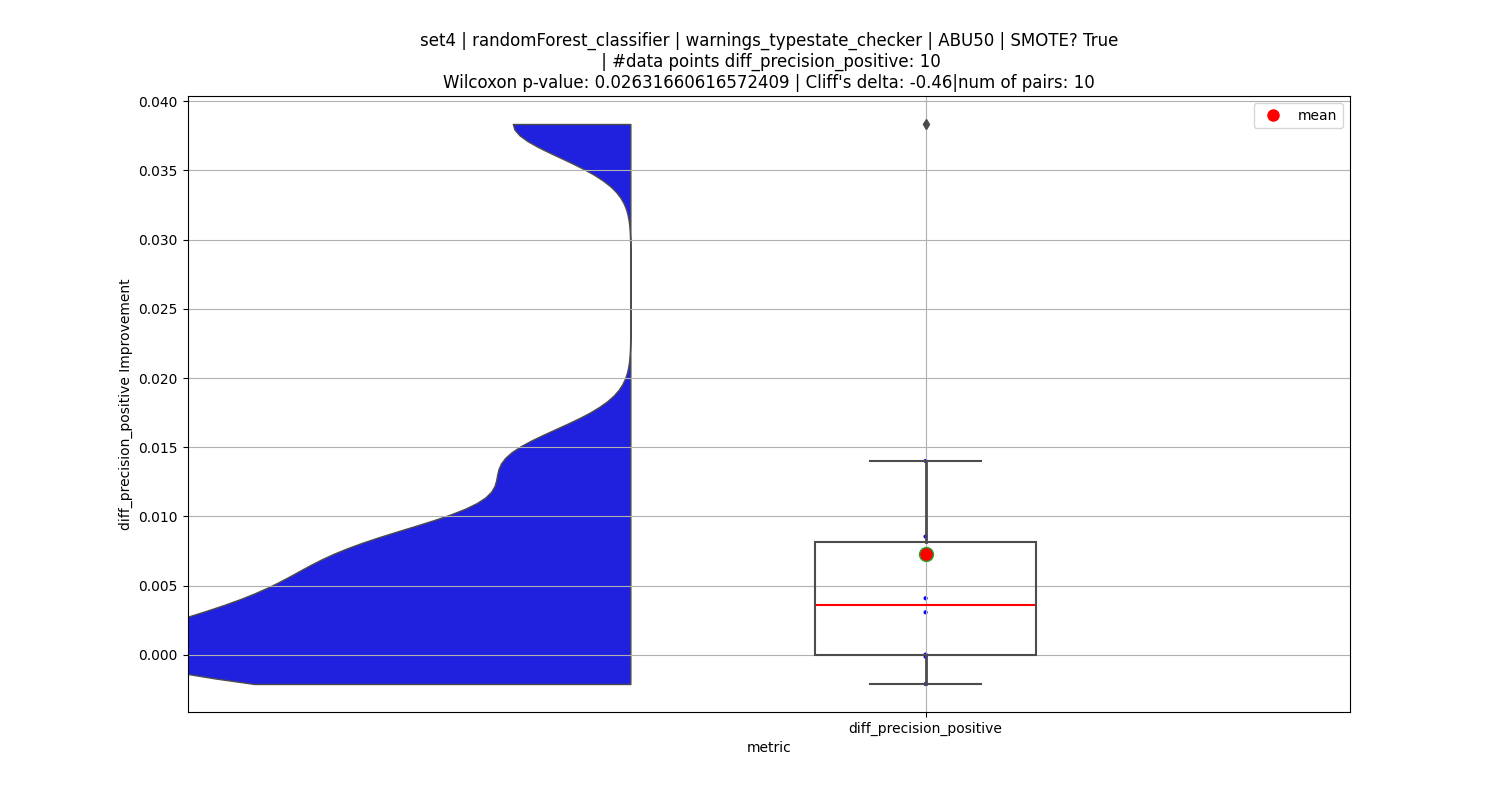 set4 | randomForest_classifier | warnings_typestate_checker | ABU50 | SMOTE? True
| #data points diff_precision_positive: 10
Wilcoxon p-value: 0.02631660616572409 | Cliff's delta: -0.46|num of pairs: 10
mean
0.040
0.035
0.030
0.025
0.020
0.015
0.010
0.005
0.000
diff_precision_positive Improvement
diff_precision_positive
metric